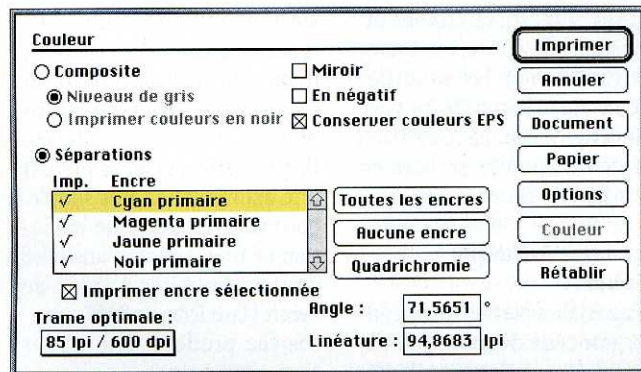 Couleur
Imprimer
Composite
Miroir
Annuler
Niveaux de gris
En négatif
Imprimer couleurs en noir
Conserver couleurs EPS
Document
Séparations
Papier
Imp. Encre
Cyan primaire
Toutes les encres
Options
Magenta primaire
Jaune primaire
Aucune encre
Couleur
Noir primaire
Quadrichromie
Rétablir
Imprimer encre sélectionnée
Angle : 71,5651 °
Trame optimale :
85 lpi / 600 dpi
Linéature : 94,8683 lpi